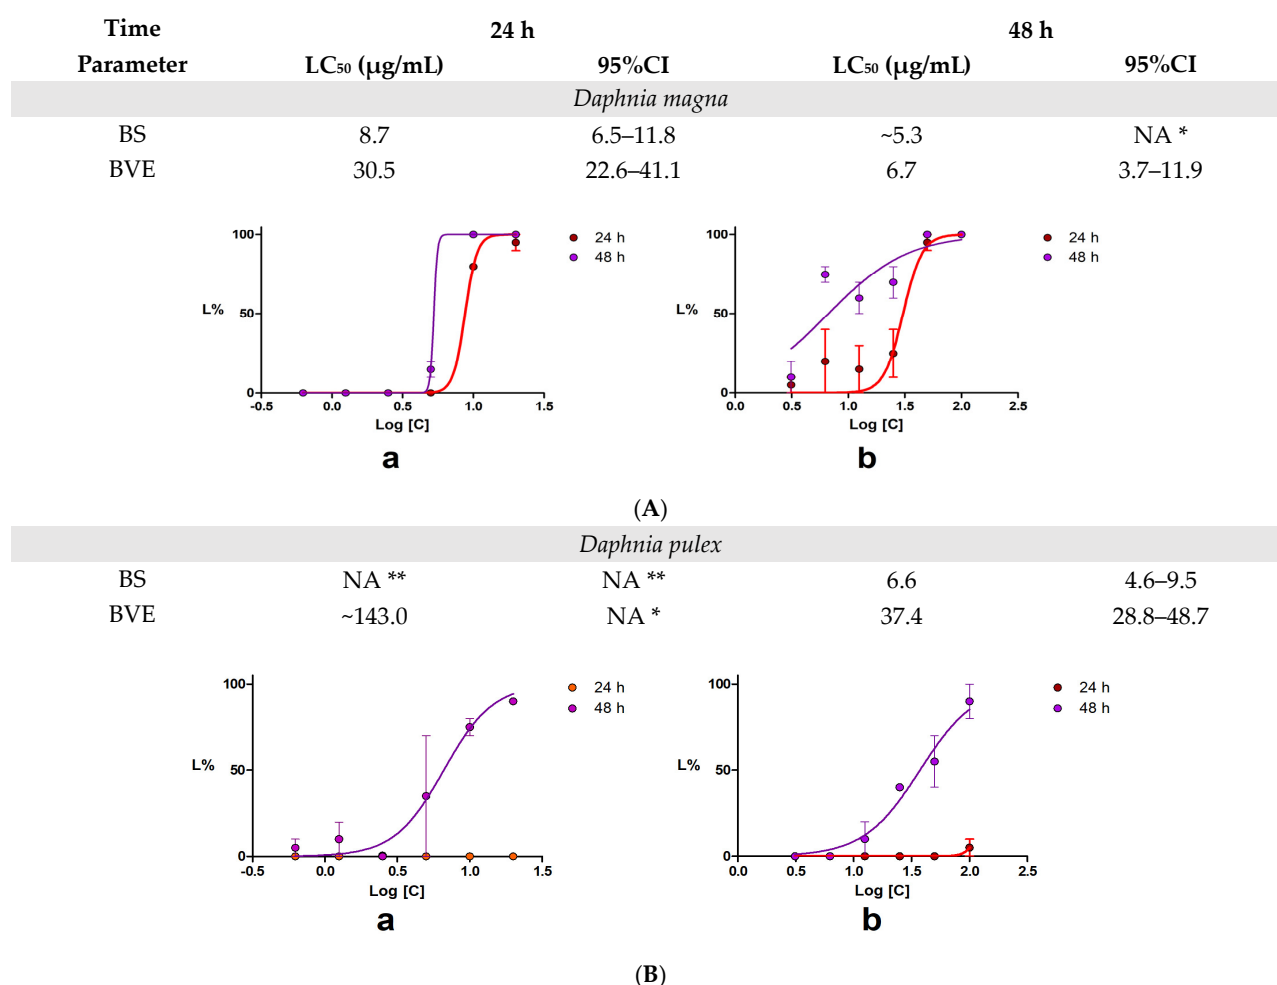 Time 24 h 48 h
Parameter LC50 (µg/mL) 95%CI LC50 (µg/mL) 95%CI
Daphnia magna
BS 8.7 6.5–11.8 ~5.3 NA *
BVE 30.5 22.6–41.1 6.7 3.7–11.9
100 24 h 100 24 h
48 h 48 h
L% 50 L% 50
0 0
-0.5 0.0 0.5 1.0 1.5 0.0 0.5 1.0 1.5 2.0 2.5
Log [C] Log [C]
a b
(A)
Daphnia pulex
BS NA ** NA ** 6.6 4.6–9.5
BVE ~143.0 NA * 37.4 28.8–48.7
100 24 h 100 24 h
48 h 48 h
L% 50 L% 50
0 0
-0.5 0.0 0.5 1.0 1.5 0.0 0.5 1.0 1.5 2.0 2.5
Log [C] Log [C]
a b
(B)